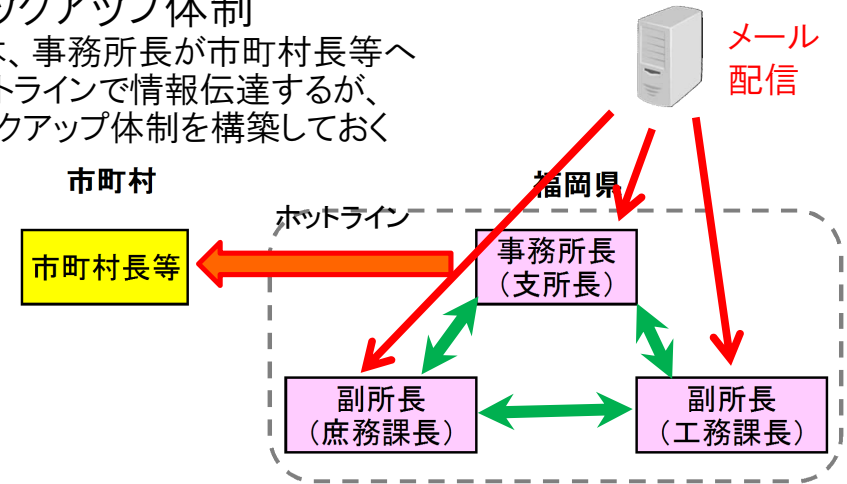 ックアップ体制
は、事務所長が市町村長等へ
ットラインで情報伝達するが、
ックアップ体制を構築しておく
メール
配信
市町村
福岡県
ホットライン
市町村長等
事務所長
（支所長）
副所長
（庶務課長）
副所長
（工務課長）